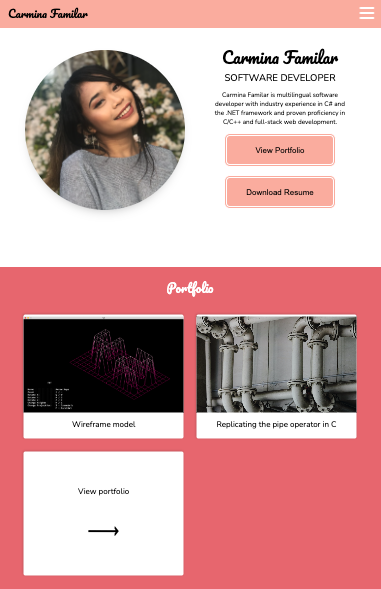 Carmina Familar
Carmina Familar
SOFTWARE DEVELOPER
Carmina Familar is multilingual software
developer with industry experience in C# and
the .NET framework and proven proficiency in
C/C++ and full-stack web development.
View Portfolio
Download Resume
Portfolio
Wireframe model
Replicating the pipe operator in C
View portfolio